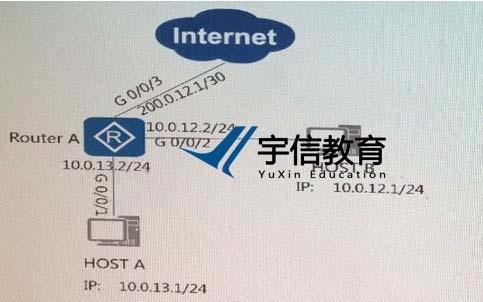 Internet
G 0/0/3
200.0.12.1/30
Router A
R
10.0.12.2/24
G 0/0/2
10.0.13.2/24
G 0/0/1
宇信教育
YuXin Education
HOST B
IP: 10.0.12.1/24
HOST A
IP: 10.0.13.1/24